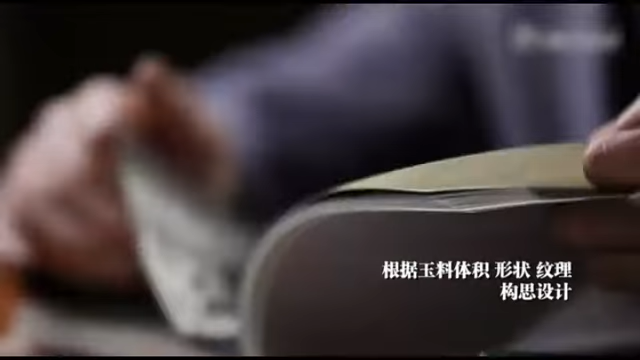 根据玉料体积 形状 纹理
构思设计